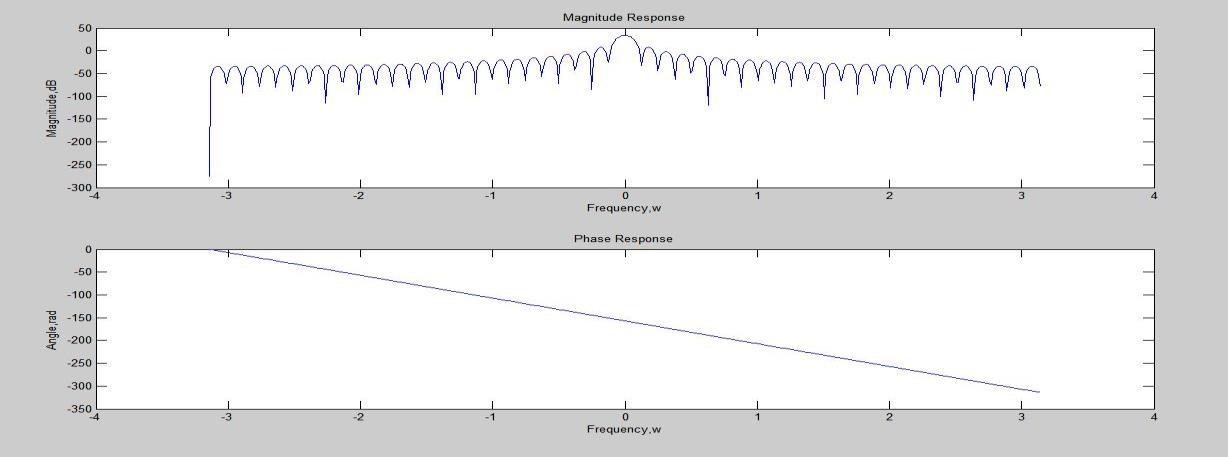 Magnitude Response
50
0
-50
-100
-150
-200
-250
-300
Magnitude,dB
-4 -3 -2 -1 0 1 2 3 4
Frequency,w
Phase Response
0
-50
-100
-150
-200
-250
-300
-350
Angle,rad
-4 -3 -2 -1 0 1 2 3 4
Frequency,w